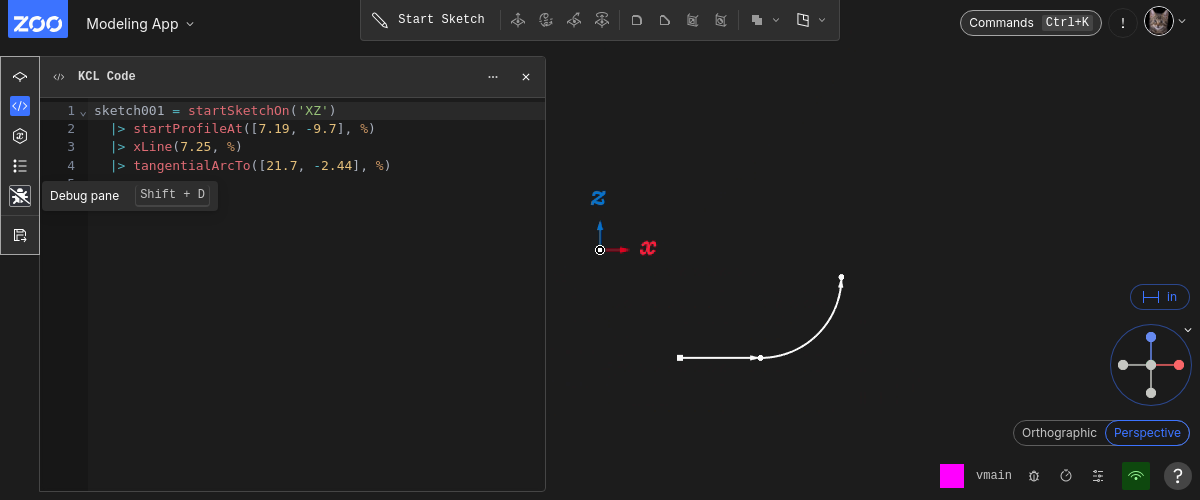 ZOO
Modeling App
Start Sketch
Commands Ctrl+K
!
KCL Code
1 sketch001 = startSketchOn('XZ')
2 |> startProfileAt([7.19, -9.7], %)
3 |> xLine(7.25, %)
4 |> tangentialArcTo([21.7, -2.44], %)
Debug pane Shift + D
z
x
in
Orthographic Perspective
vmain
?